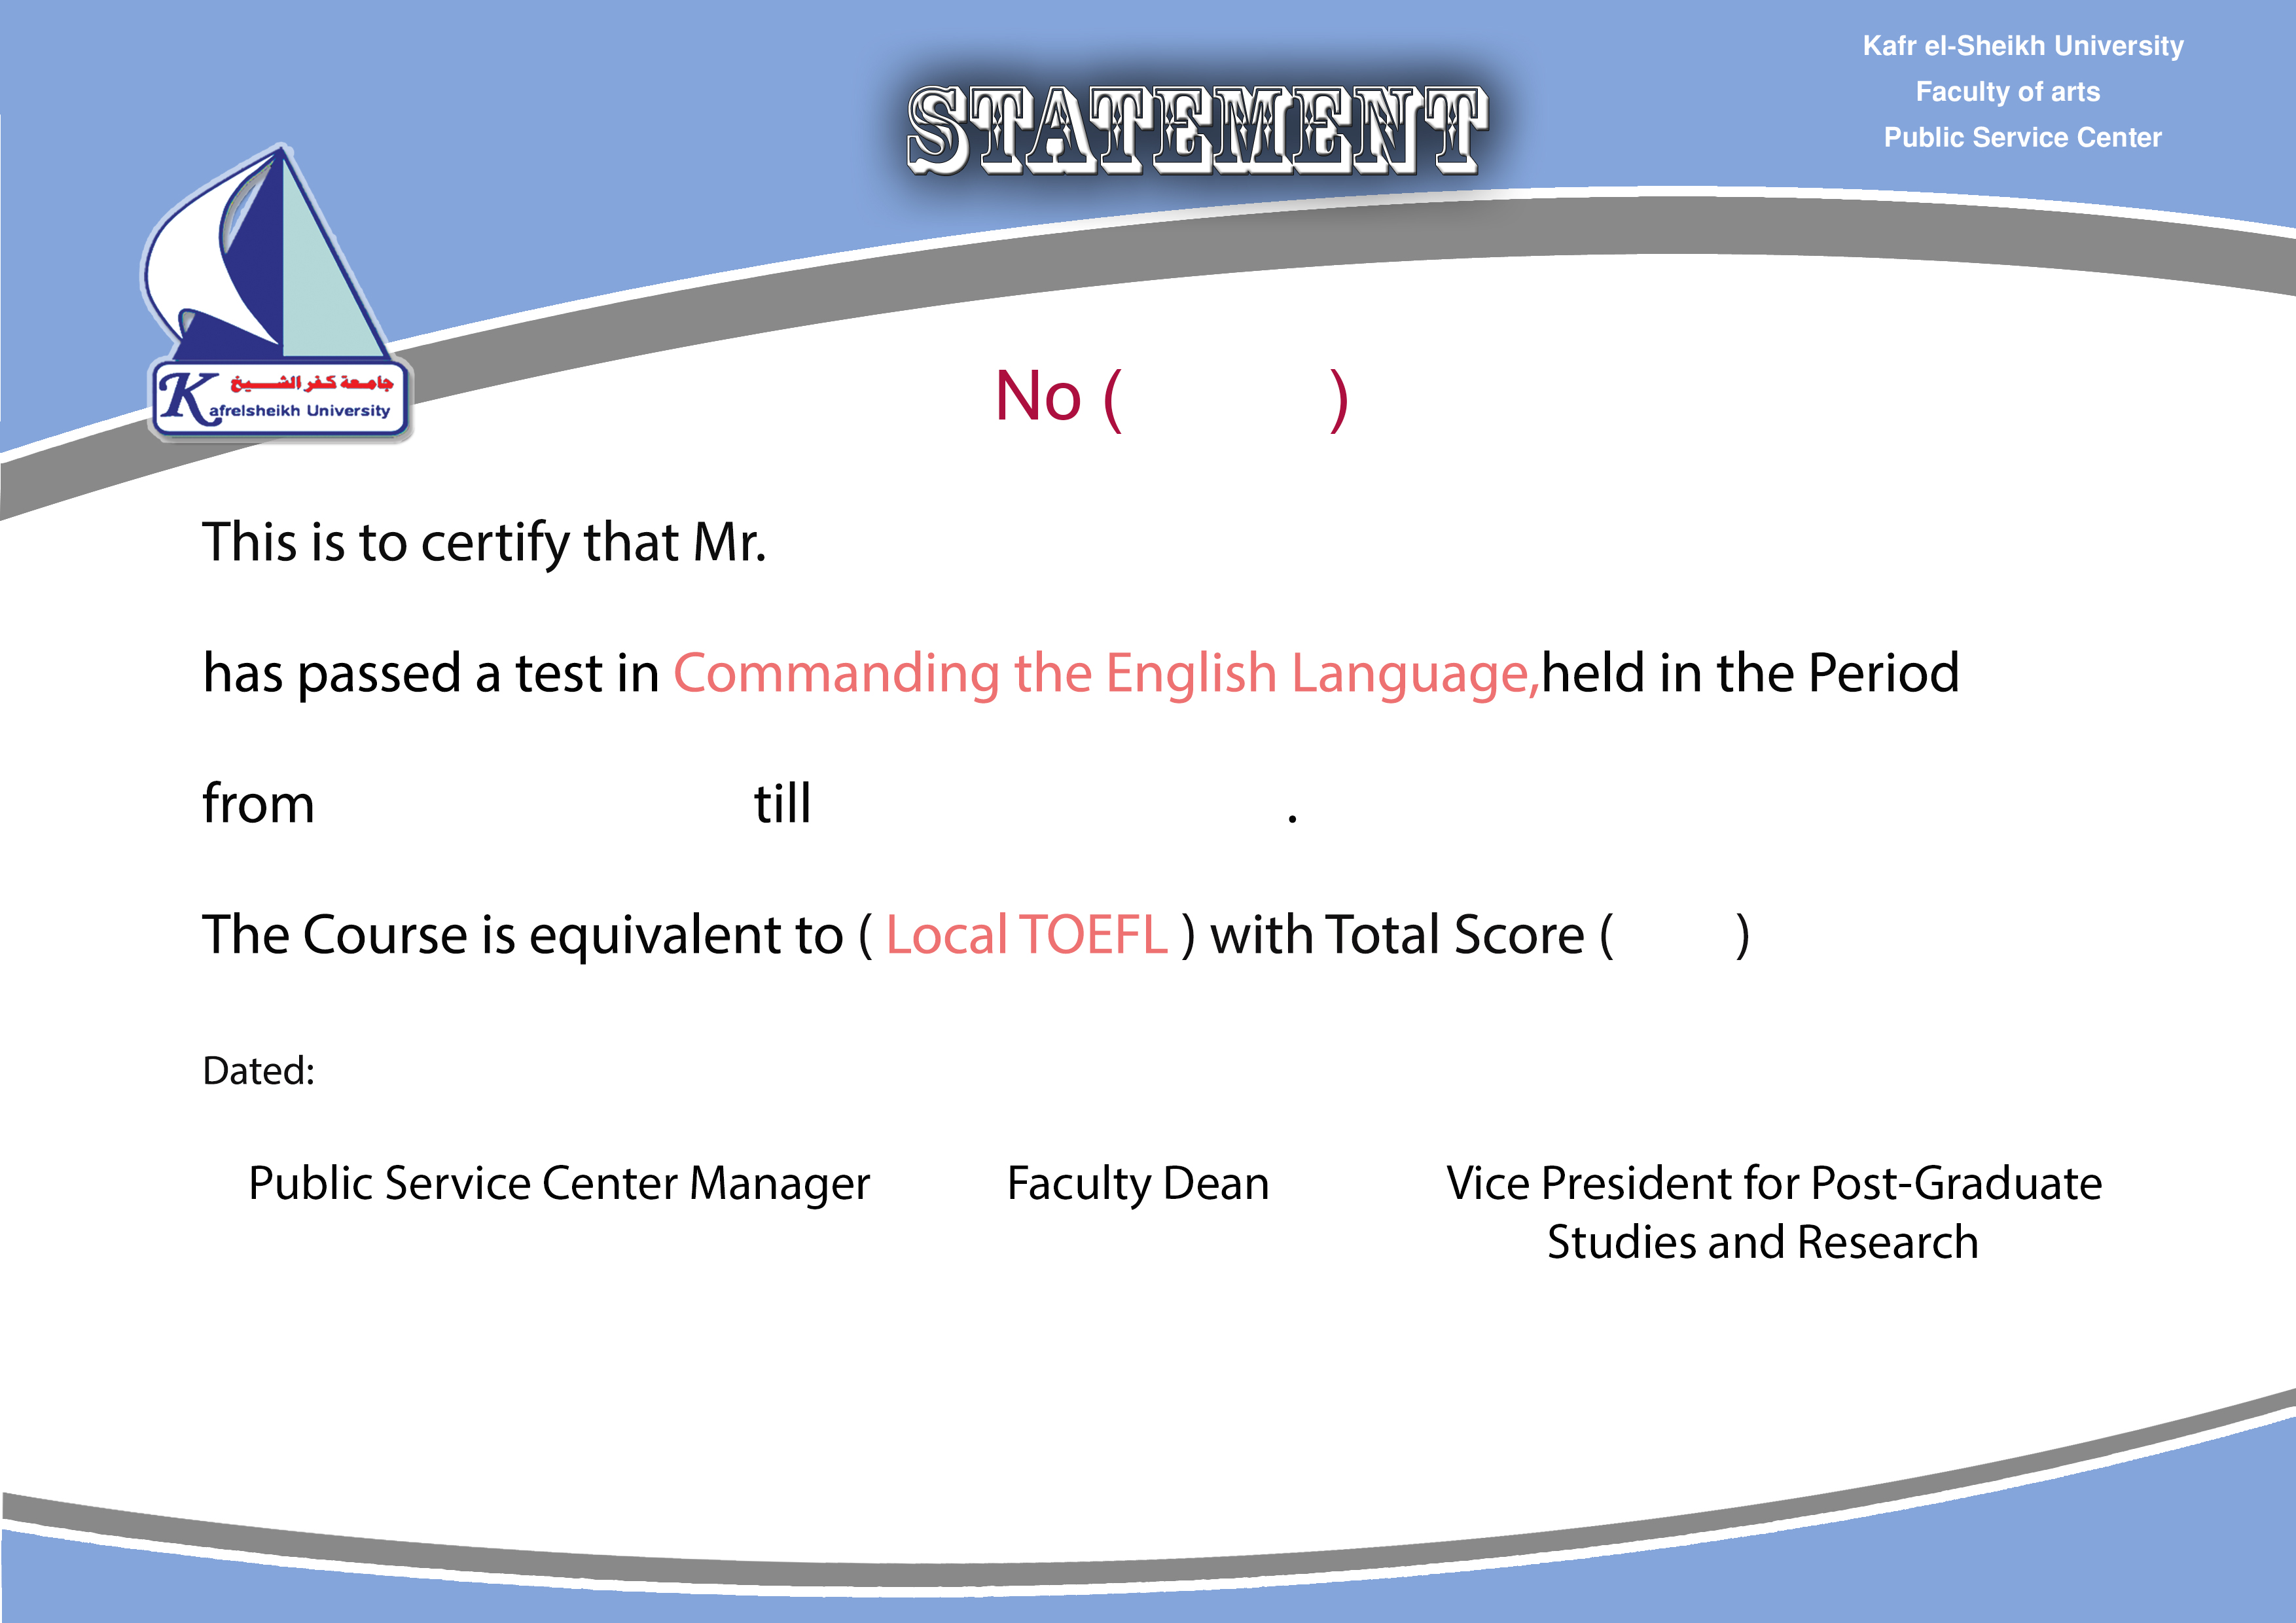 Kafr el-Sheikh University
Faculty of arts
Public Service Center
STATEMENT
جامعة كفر الشيخ
Kafrelsheikh University
No ( )
This is to certify that Mr.
has passed a test in Commanding the English Language,held in the Period
from till .
The Course is equivalent to ( Local TOEFL ) with Total Score ( )
Dated:
Public Service Center Manager
Faculty Dean
Vice President for Post-Graduate
Studies and Research